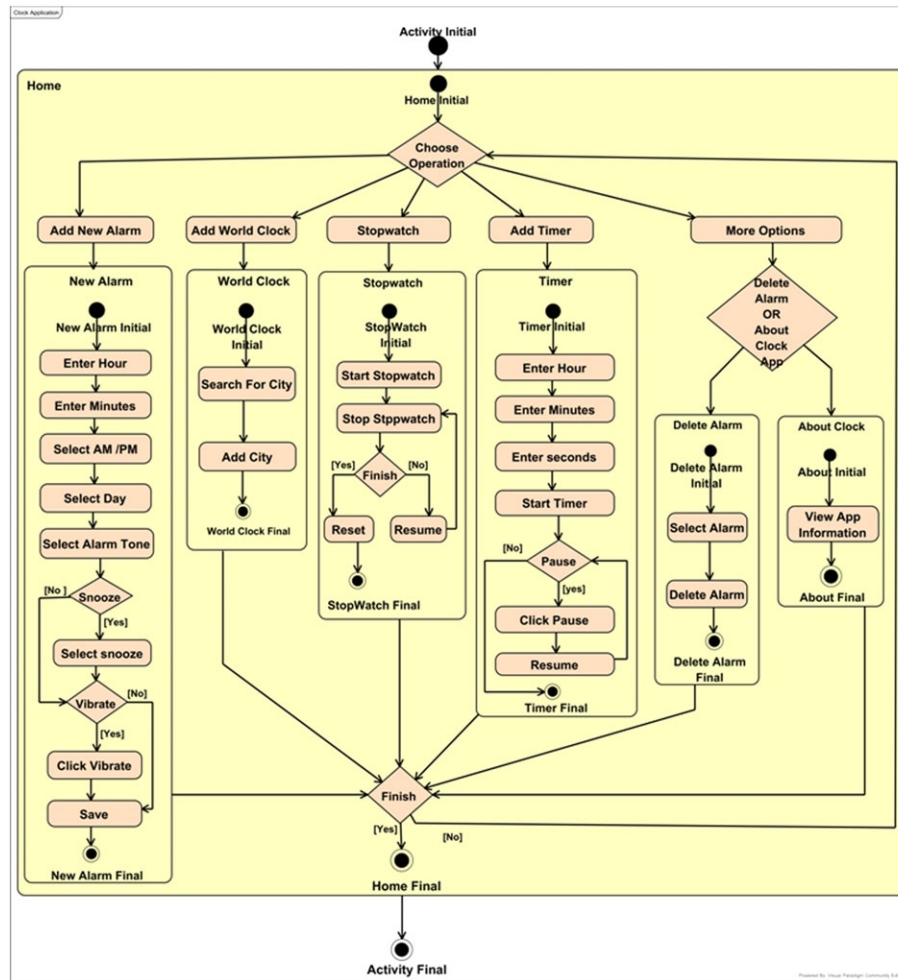 Clock Application
Activity Initial
Home
Home Initial
Choose
Operation
Add New Alarm
Add World Clock
Stopwatch
Add Timer
More Options
New Alarm
New Alarm Initial
Enter Hour
Enter Minutes
Select AM /PM
Select Day
Select Alarm Tone
Snooze
[No ]
[Yes]
Select snooze
Vibrate
[No]
[Yes]
Click Vibrate
Save
New Alarm Final
World Clock
World Clock
Initial
Search For City
Add City
World Clock Final
Stopwatch
StopWatch
Initial
Start Stopwatch
Stop Stppwatch
[Yes]
Finish
[No]
Reset
Resume
StopWatch Final
Timer
Timer Initial
Enter Hour
Enter Minutes
Enter seconds
Start Timer
[No]
Pause
[yes]
Click Pause
Resume
Timer Final
Delete
Alarm
OR
About
Clock
App
Delete Alarm
Delete Alarm
Initial
Select Alarm
Delete Alarm
Delete Alarm
Final
About Clock
About Initial
View App
Information
About Final
Finish
[Yes]
[No]
Home Final
Activity Final
Powered By Visual Paradigm Community